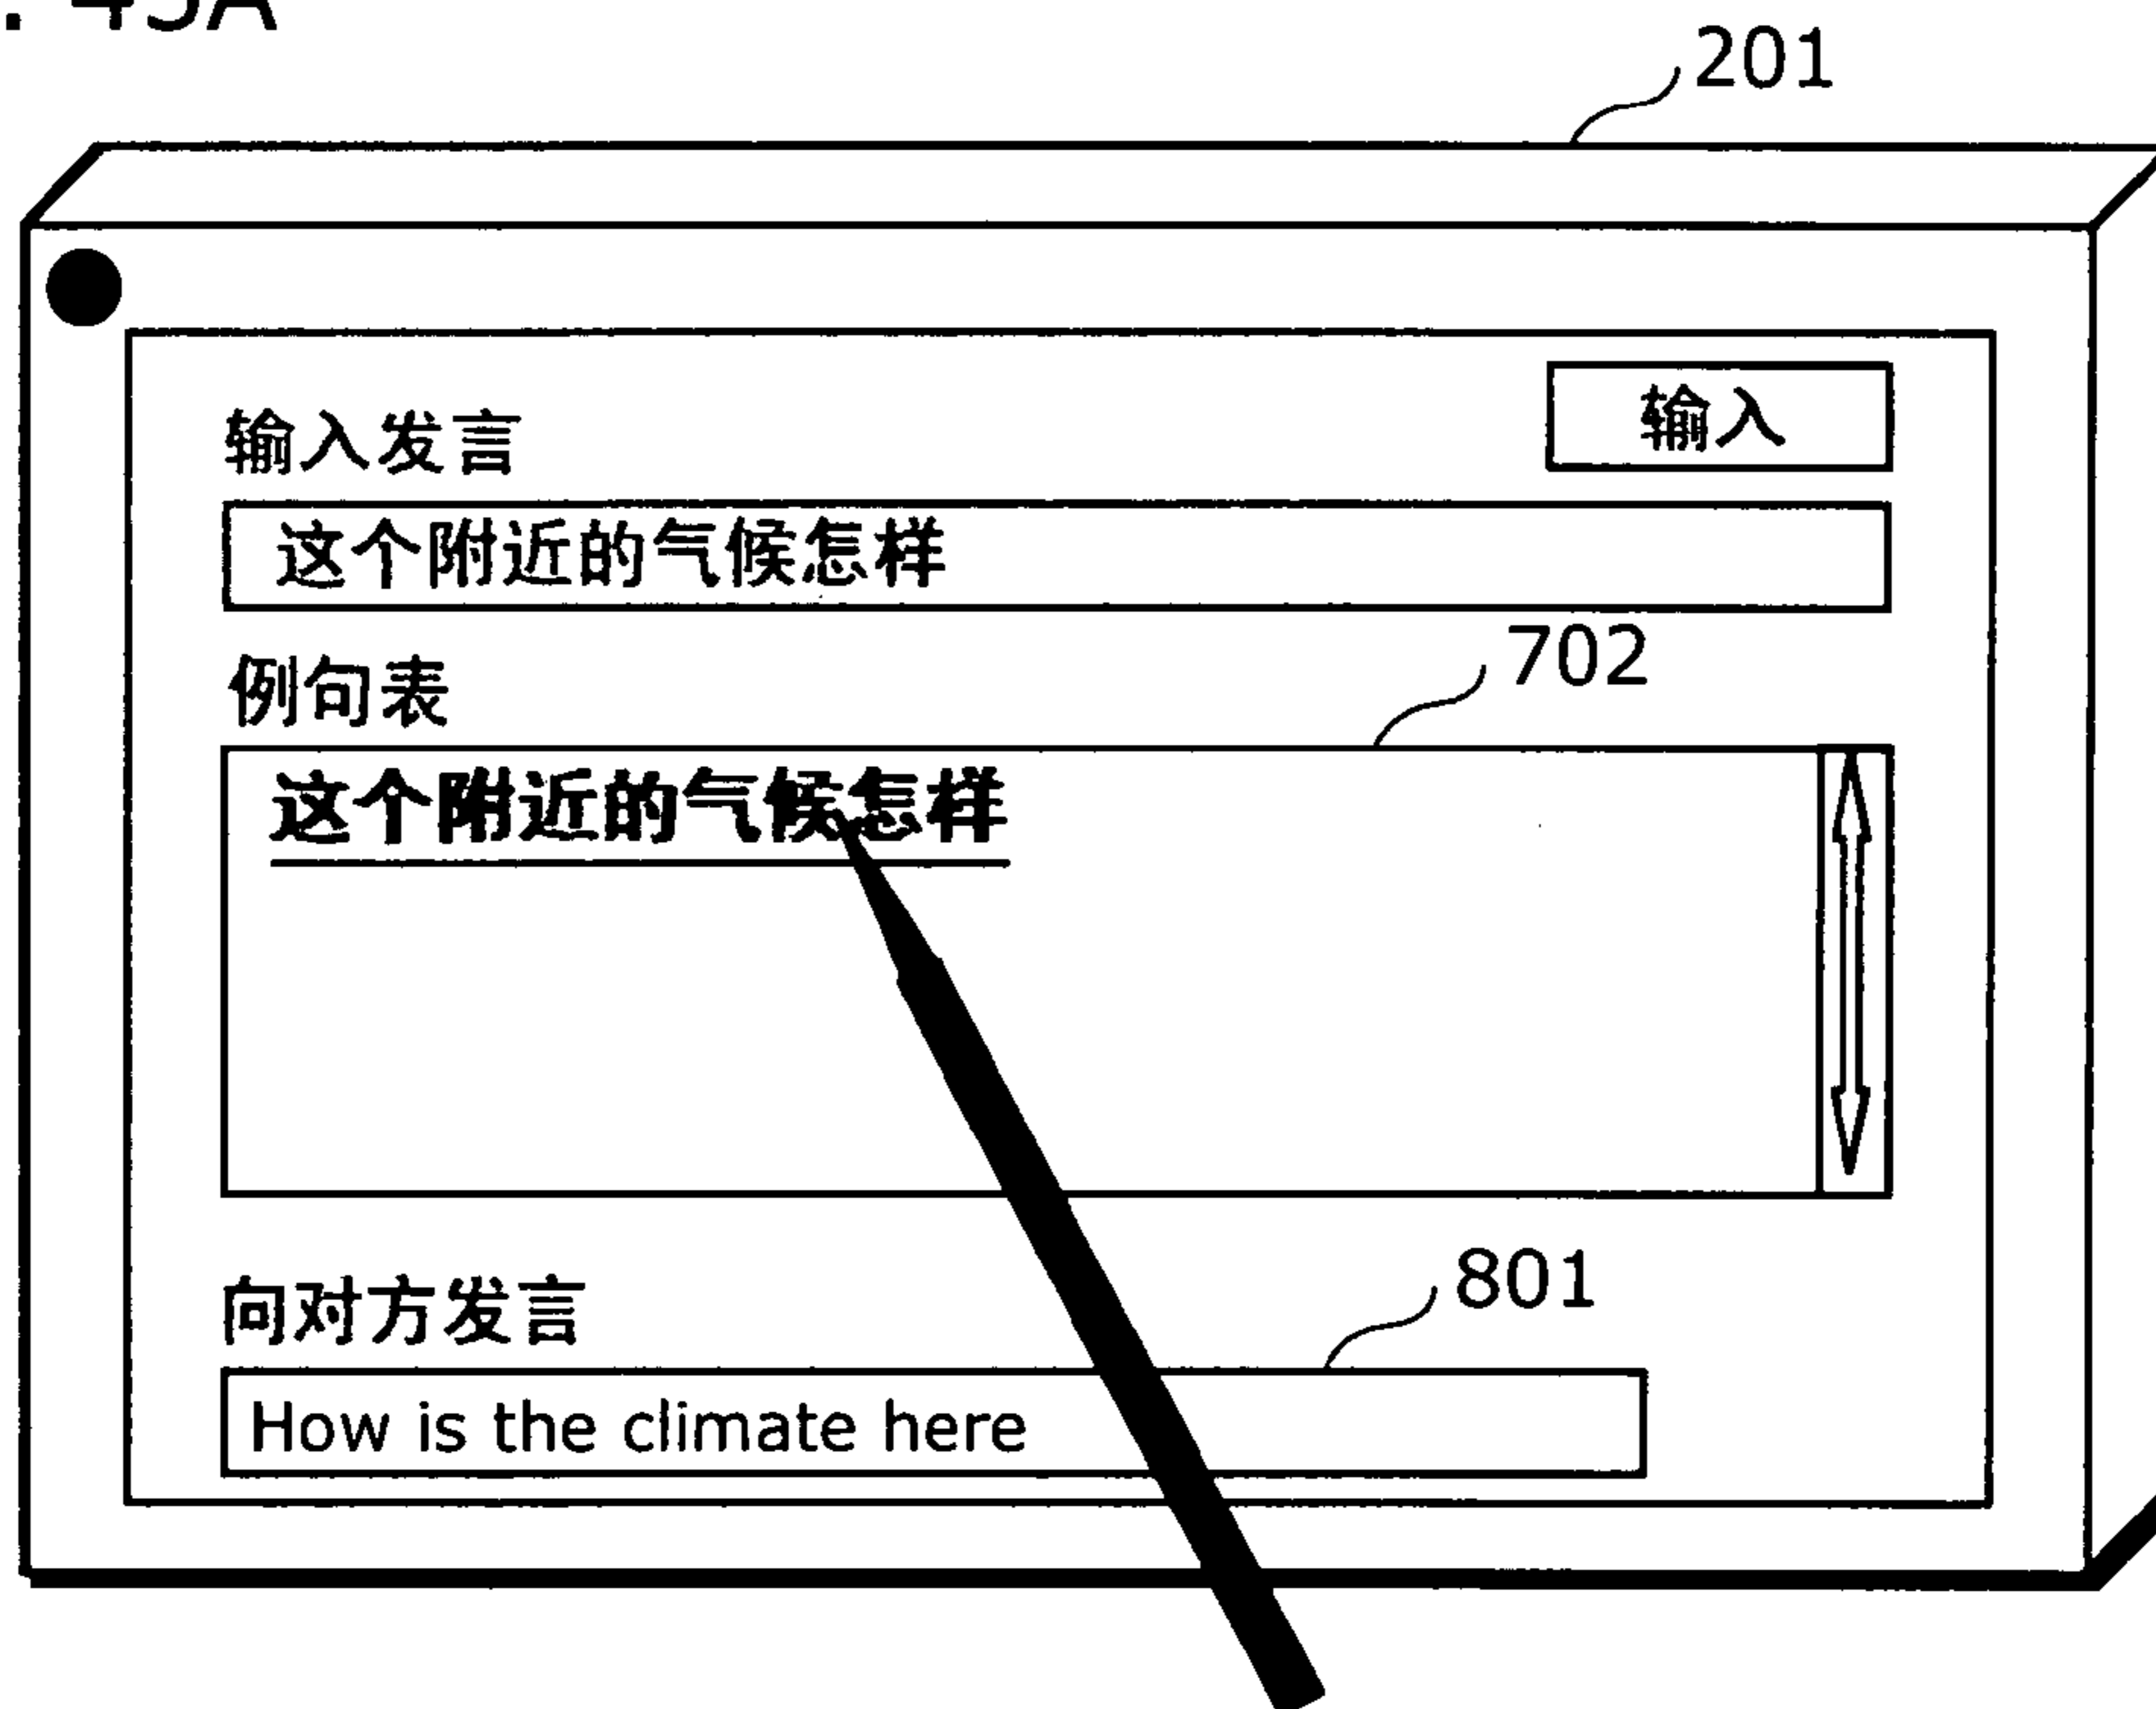 . 45A
201
输入
输入发言
这个附近的气候怎样
702
例句表
这个附近的气候怎样
801
向对方发言
How is the climate here